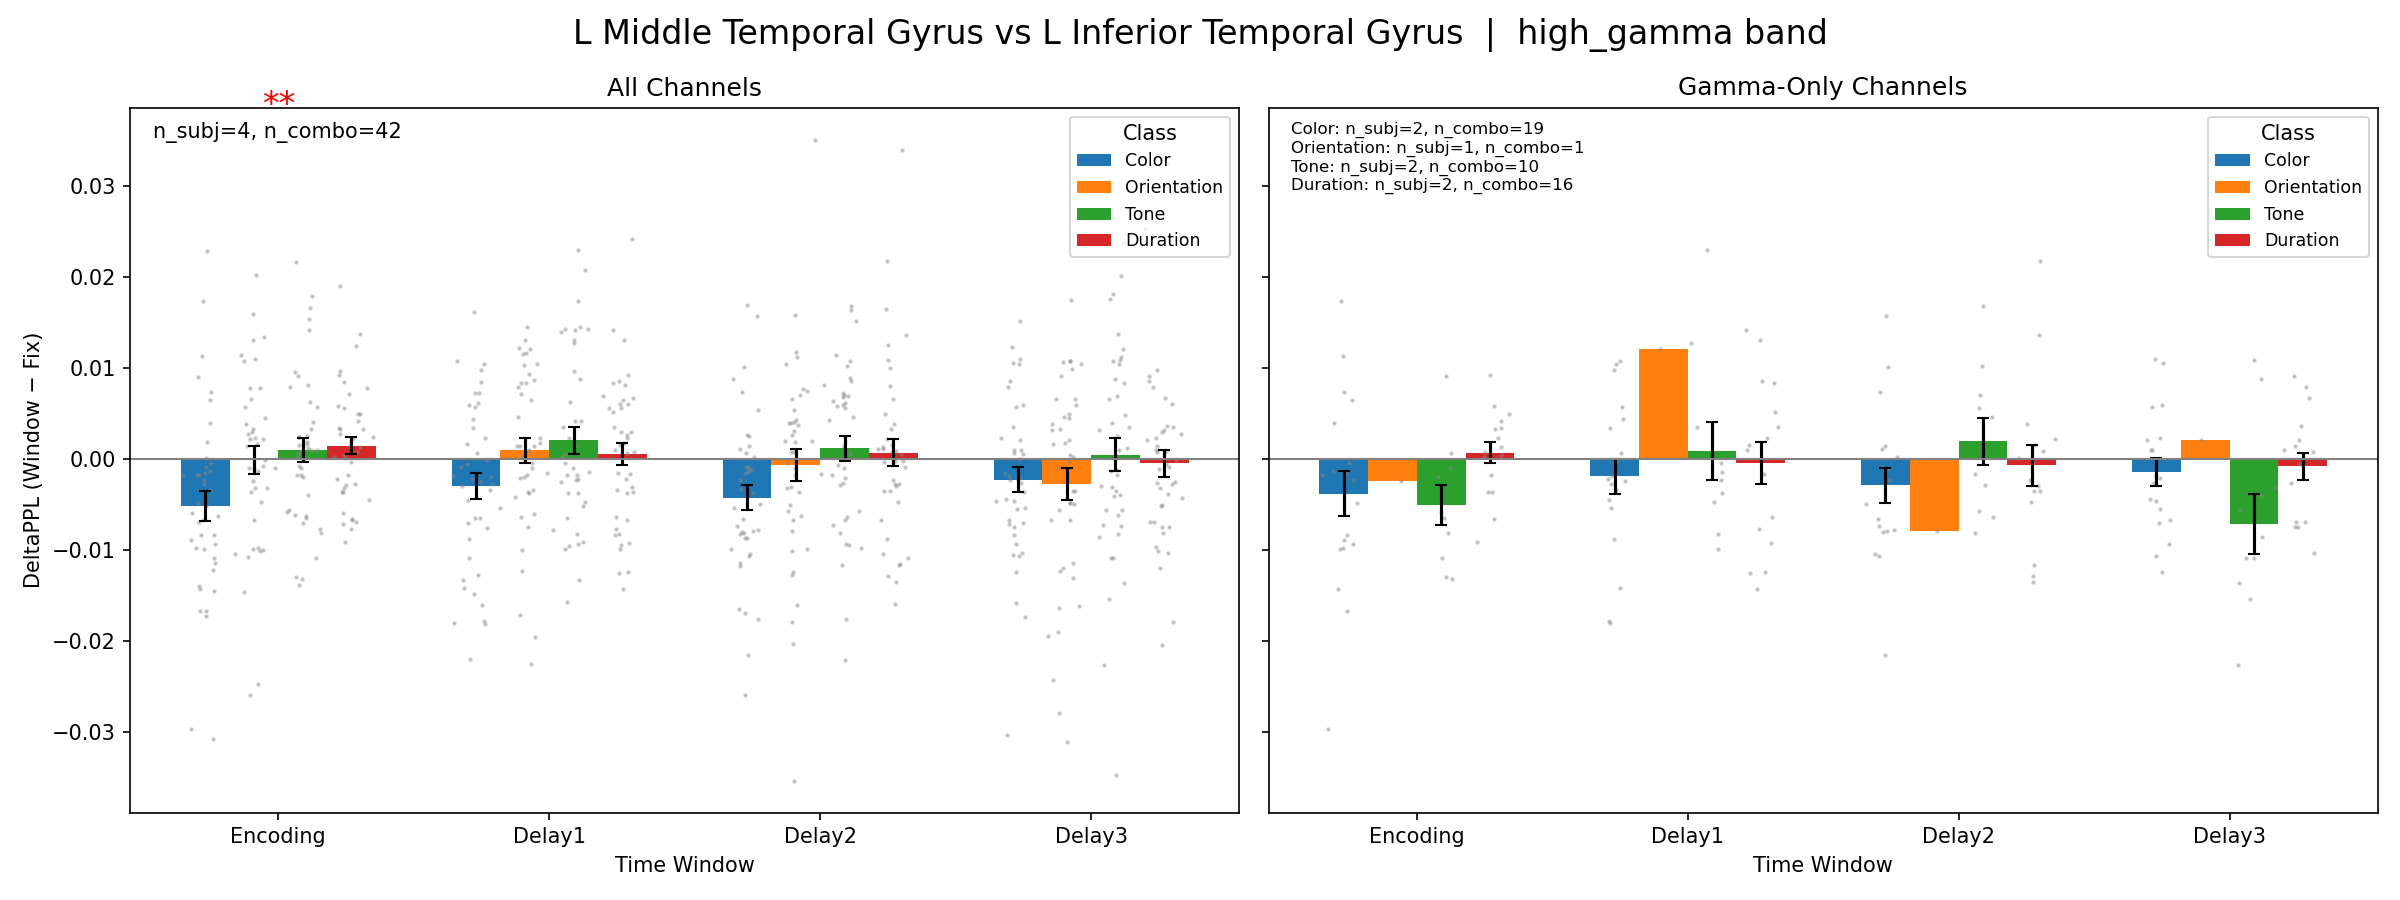 L Middle Temporal Gyrus vs L Inferior Temporal Gyrus | high_gamma band
All Channels
**
n_subj=4, n_combo=42
Class
Color
Orientation
Tone
Duration
DeltaPPL (Window − Fix)
0.03
0.02
0.01
0.00
−0.01
−0.02
−0.03
Encoding
Delay1
Delay2
Delay3
Time Window
Gamma-Only Channels
Color: n_subj=2, n_combo=19
Orientation: n_subj=1, n_combo=1
Tone: n_subj=2, n_combo=10
Duration: n_subj=2, n_combo=16
Class
Color
Orientation
Tone
Duration
Encoding
Delay1
Delay2
Delay3
Time Window